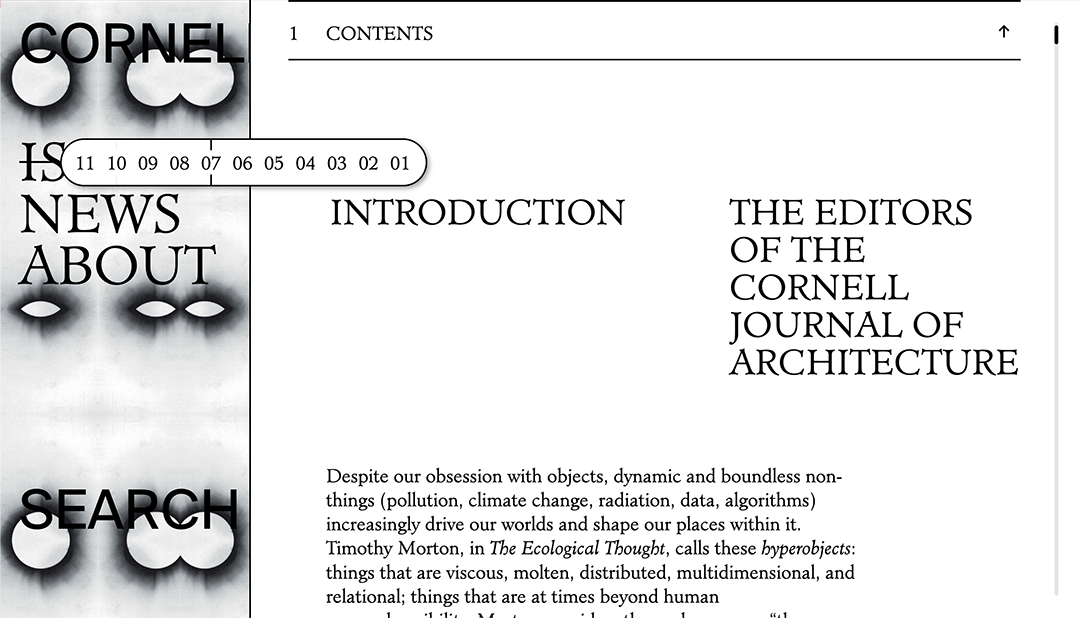 CORNEL
IS
NEWS
ABOUT
SEARCH
11 10 09 08 07 06 05 04 03 02 01
1 CONTENTS ↑
INTRODUCTION
THE EDITORS
OF THE
CORNELL
JOURNAL OF
ARCHITECTURE
Despite our obsession with objects, dynamic and boundless non-
things (pollution, climate change, radiation, data, algorithms)
increasingly drive our worlds and shape our places within it.
Timothy Morton, in The Ecological Thought, calls these hyperobjects:
things that are viscous, molten, distributed, multidimensional, and
relational; things that are at times beyond human